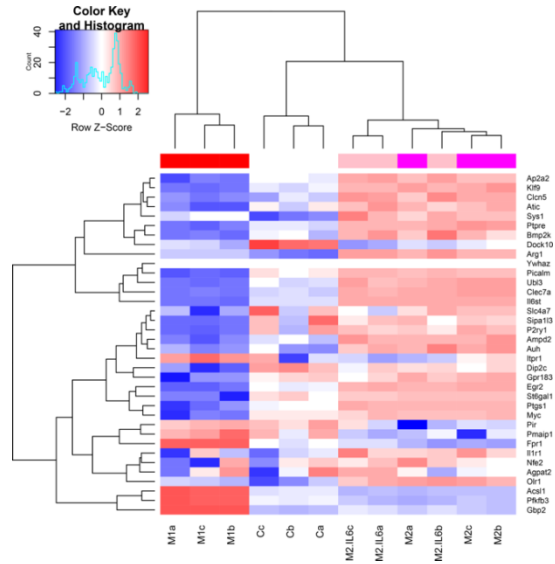 Color Key
and Histogram
Count
0 20 40
-2 -1 0 1 2
Row Z-Score
Ap2a2
Klf9
Clcn5
Atic
Sys1
Ptpre
Bmp2k
Dock10
Arg1
Ywhaz
Picalm
Ubl3
Clec7a
Il6st
Slc4a7
Sipa1l3
P2ry1
Ampd2
Auh
Itpr1
Dip2c
Gpr183
Egr2
St6gal1
Ptgs1
Myc
Pir
Pmaip1
Fpr1
Il1r1
Nfe2
Agpat2
Olr1
Acsl1
Pfkfb3
Gbp2
M1a
M1c
M1b
Cc
Cb
Ca
M2.IL6c
M2.IL6a
M2a
M2.IL6b
M2c
M2b